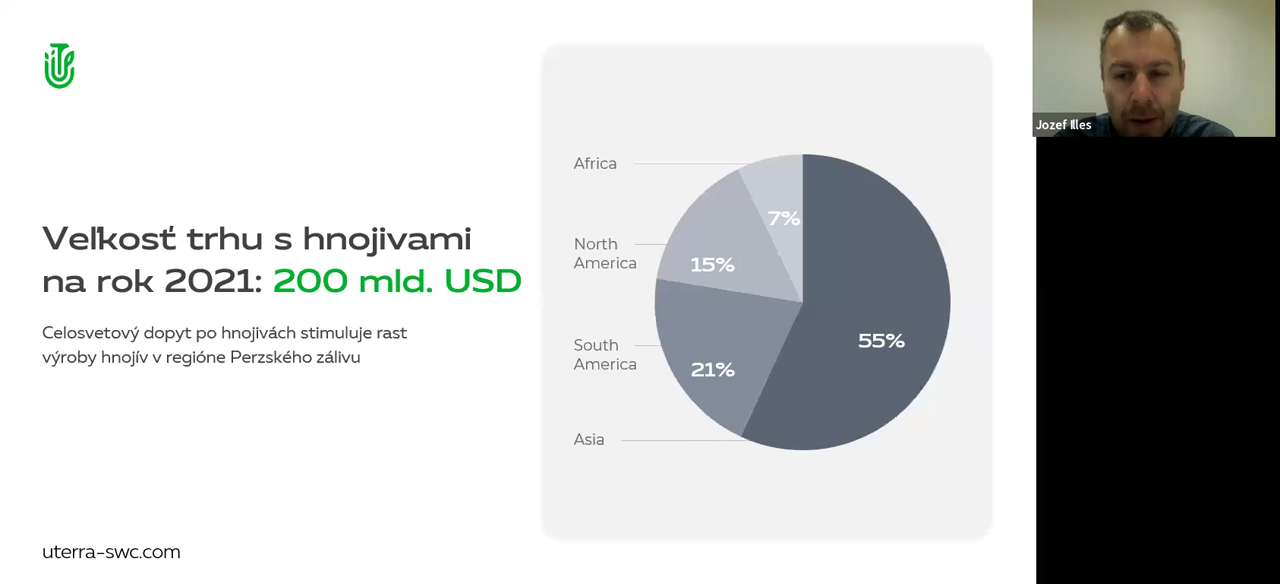 Veľkosť trhu s hnojivami
na rok 2021: 200 mld. USD
Celosvetový dopyt po hnojivách stimuluje rast
výroby hnojív v regióne Perzského zálivu
uterra-swc.com
Africa
7%
North
America
15%
South
America
21%
55%
Asia
Jozef Illes